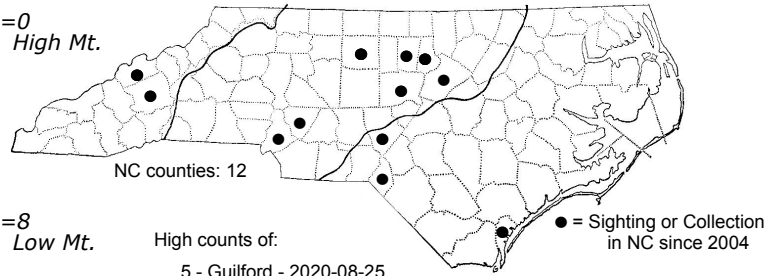 =0
High Mt.
NC counties: 12
=8
Low Mt.
High counts of:
5 - Guilford - 2020-08-25
● = Sighting or Collection
in NC since 2004